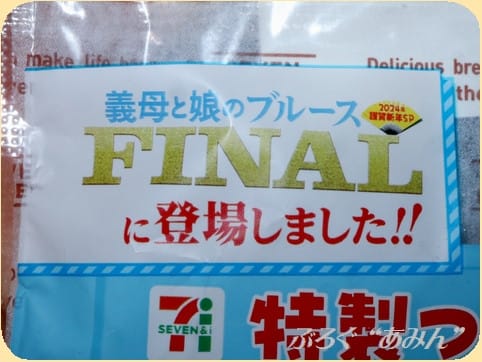 make life be
Delicious bre
the
義母と娘のブルース
2024年
謹賀新年SP
FINAL
に登場しました!!
SEVEN&i
特製つ
ぶろぐ"あみん"